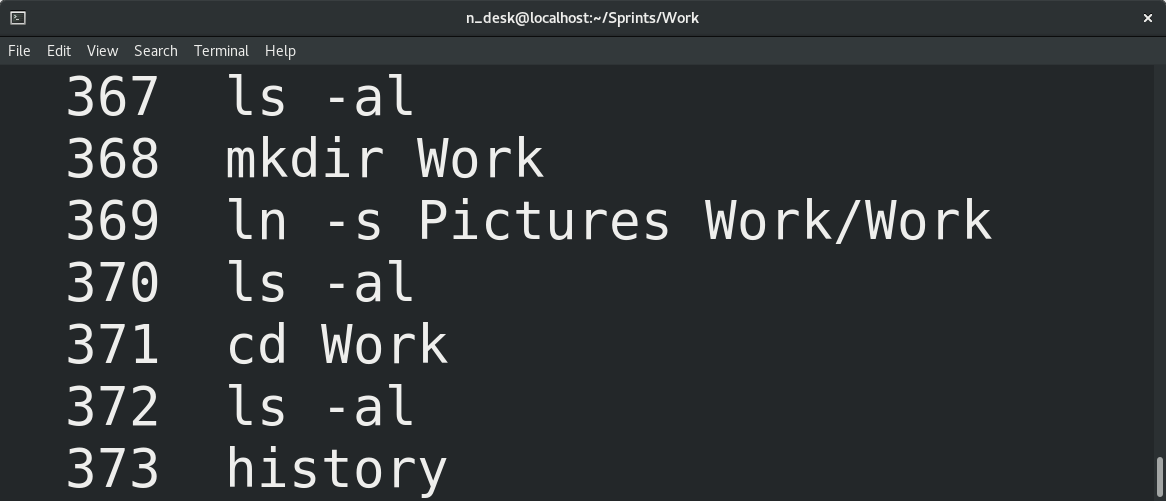 n_desk@localhost:~/Sprints/Work
File Edit View Search Terminal Help
367 ls -al
368 mkdir Work
369 ln -s Pictures Work/Work
370 ls -al
371 cd Work
372 ls -al
373 history